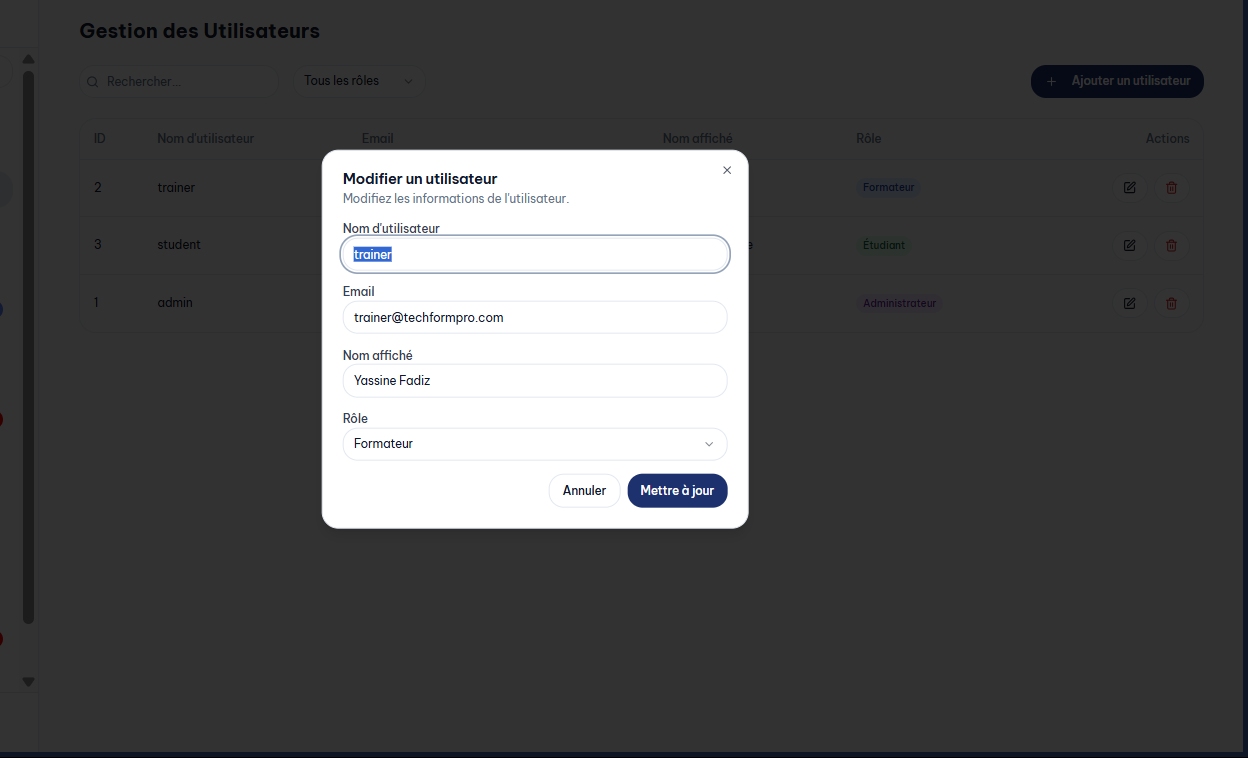 Gestion des Utilisateurs
Rechercher...
Tous les rôles
+ Ajouter un utilisateur
ID Nom d'utilisateur Email Nom affiché Rôle Actions
2 trainer Formateur
3 student e Étudiant
1 admin Administrateur
Modifier un utilisateur
Modifiez les informations de l'utilisateur.
Nom d'utilisateur
trainer
Email
trainer@techformpro.com
Nom affiché
Yassine Fadiz
Rôle
Formateur
Annuler
Mettre à jour